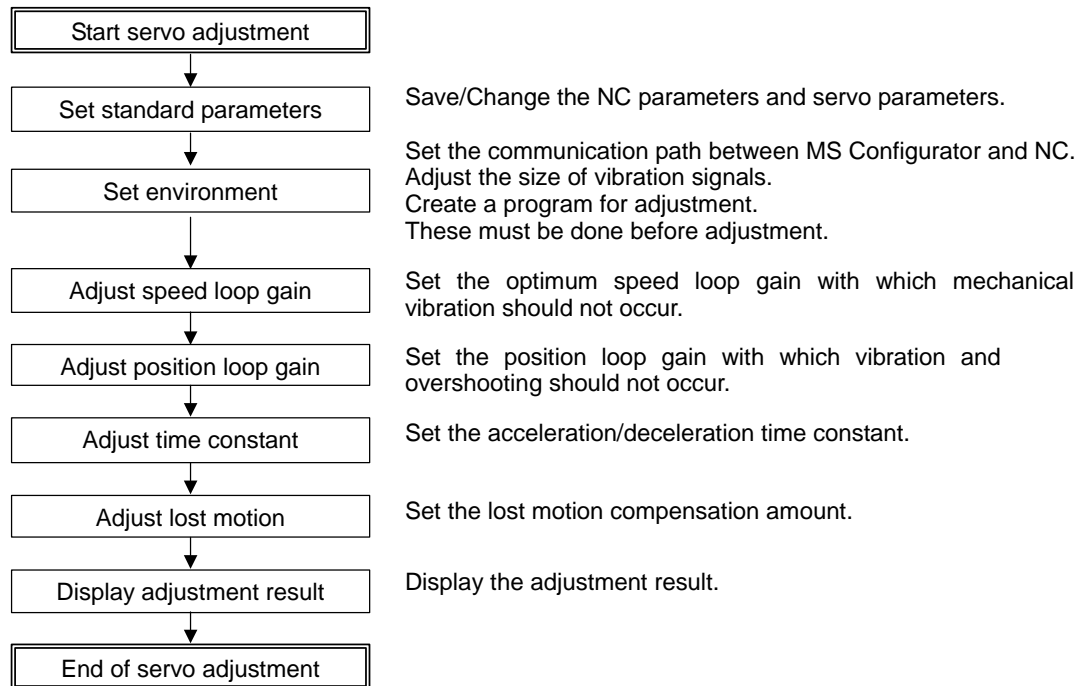 Start servo adjustment
Set standard parameters
Save/Change the NC parameters and servo parameters.
Set environment
Set the communication path between MS Configurator and NC.
Adjust the size of vibration signals.
Create a program for adjustment.
These must be done before adjustment.
Adjust speed loop gain
Set the optimum speed loop gain with which mechanical
vibration should not occur.
Adjust position loop gain
Set the position loop gain with which vibration and
overshooting should not occur.
Adjust time constant
Set the acceleration/deceleration time constant.
Adjust lost motion
Set the lost motion compensation amount.
Display adjustment result
Display the adjustment result.
End of servo adjustment